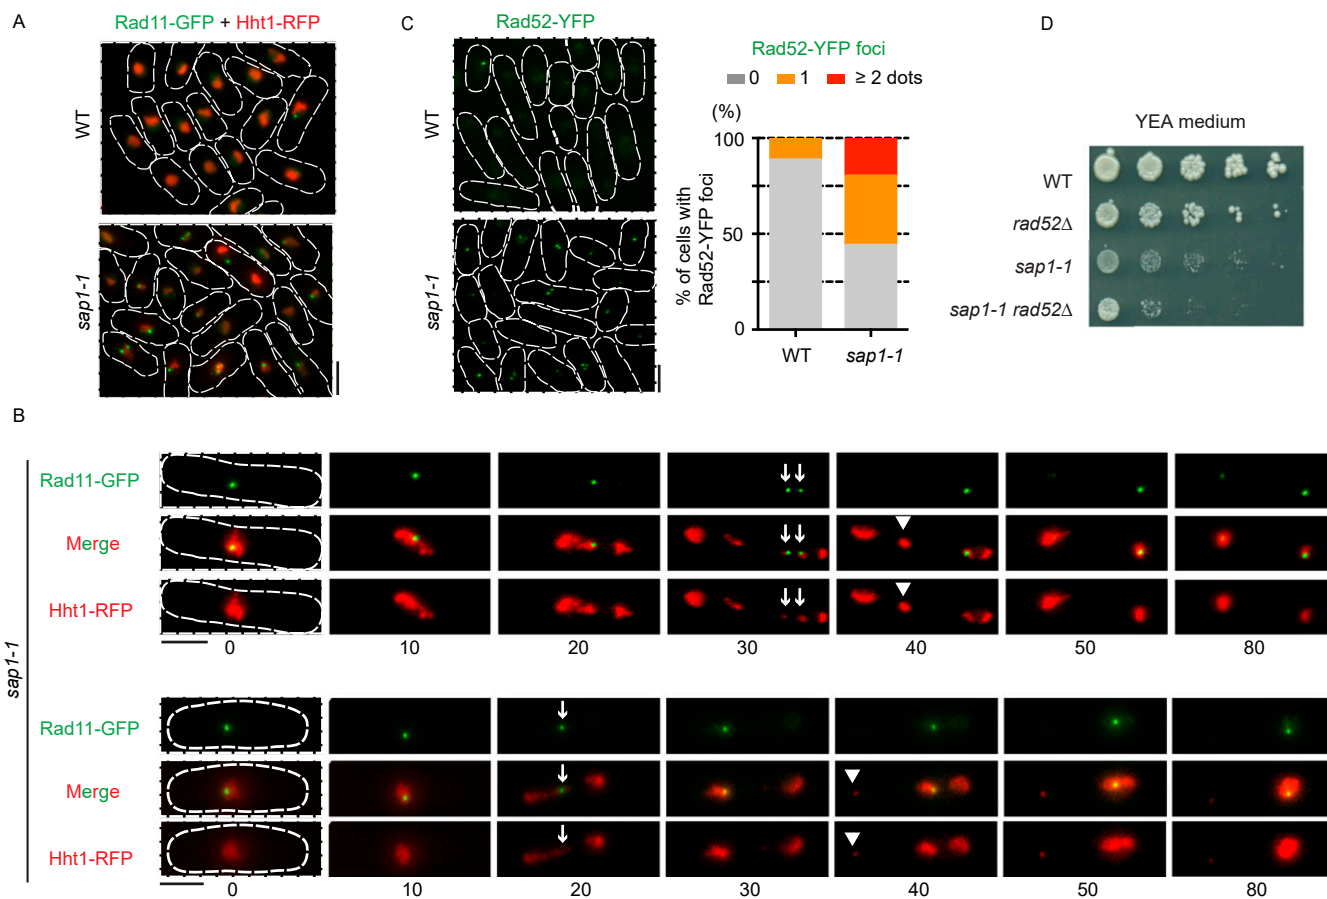 A
Rad11-GFP + Hht1-RFP
WT
sap1-1
C
Rad52-YFP
WT
sap1-1
Rad52-YFP foci
0 1 ≥ 2 dots
(%)
100
50
0
% of cells with
Rad52-YFP foci
WT sap1-1
D
YEA medium
WT
rad52Δ
sap1-1
sap1-1 rad52Δ
B
sap1-1
Rad11-GFP
Merge
Hht1-RFP
0 10 20 30 40 50 80
Rad11-GFP
Merge
Hht1-RFP
0 10 20 30 40 50 80